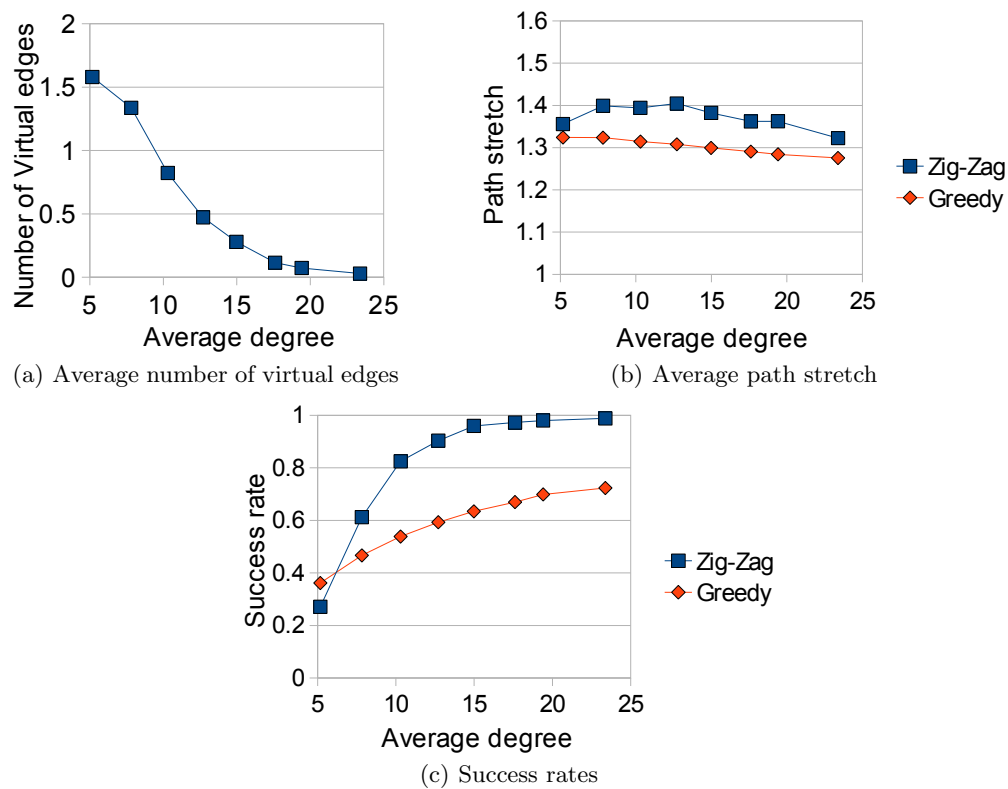 2
1.5
1
0.5
0
Number of Virtual edges
5 10 15 20 25
Average degree
(a) Average number of virtual edges
1.6
1.5
1.4
1.3
1.2
1.1
1
Path stretch
5 10 15 20 25
Average degree
Zig-Zag
Greedy
(b) Average path stretch
1
0.8
0.6
0.4
0.2
0
Success rate
5 10 15 20 25
Average degree
Zig-Zag
Greedy
(c) Success rates